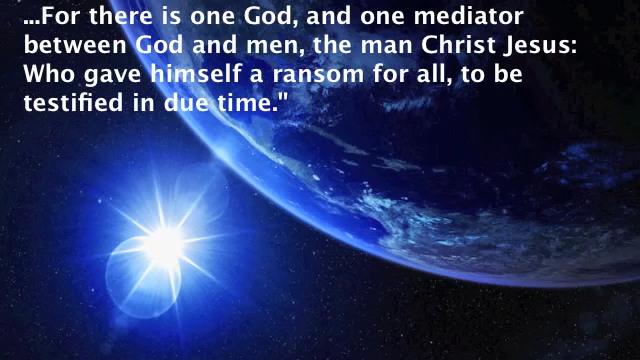 ...For there is one God, and one mediator
between God and men, the man Christ Jesus:
Who gave himself a ransom for all, to be
testified in due time."